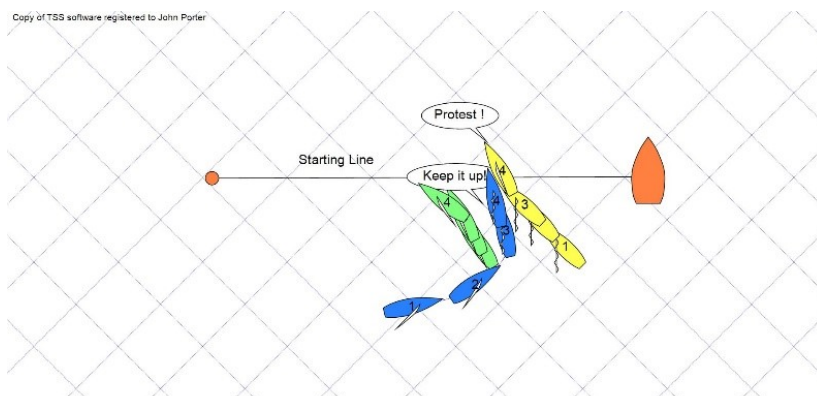 Copy of TSS software registered to John Porter
Protest !
Starting Line
Keep it up!
4
4
4
3
3
1
2
1